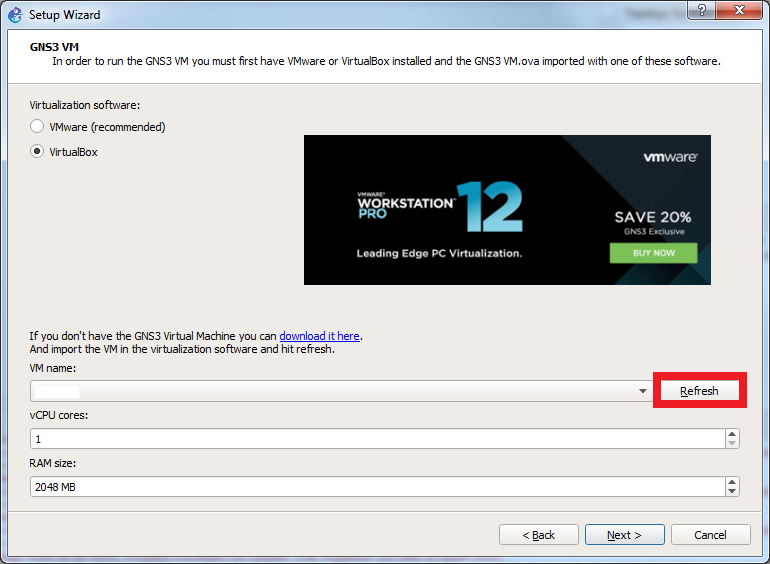 Setup Wizard
?
GNS3 VM
In order to run the GNS3 VM you must first have VMware or VirtualBox installed and the GNS3 VM.ova imported with one of these software.
Virtualization software:
VMware (recommended)
VirtualBox
vmware®
VMWARE®
WORKSTATION™
PRO
12
SAVE 20%
GNS3 Exclusive
Leading Edge PC Virtualization.
BUY NOW
If you don't have the GNS3 Virtual Machine you can download it here.
And import the VM in the virtualization software and hit refresh.
VM name:
Refresh
vCPU cores:
1
RAM size:
2048 MB
< Back
Next >
Cancel